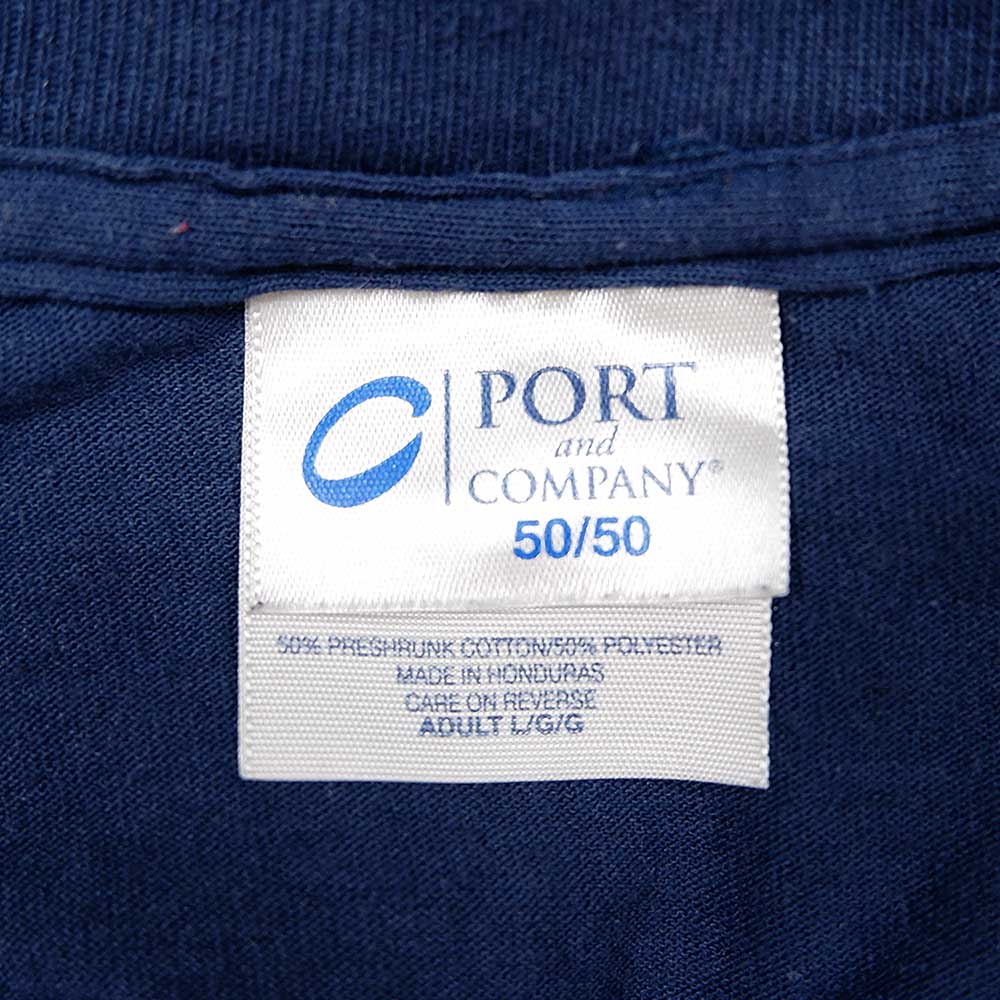 PORT
and
COMPANY®
50/50
50% PRESHRUNK COTTON/50% POLYESTER
MADE IN HONDURAS
CARE ON REVERSE
ADULT L/G/G